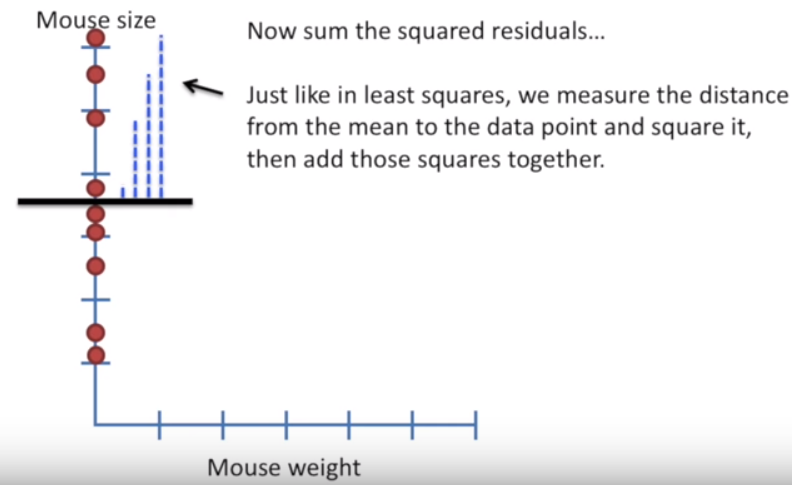 Mouse size
Now sum the squared residuals...
Just like in least squares, we measure the distance
from the mean to the data point and square it,
then add those squares together.
Mouse weight